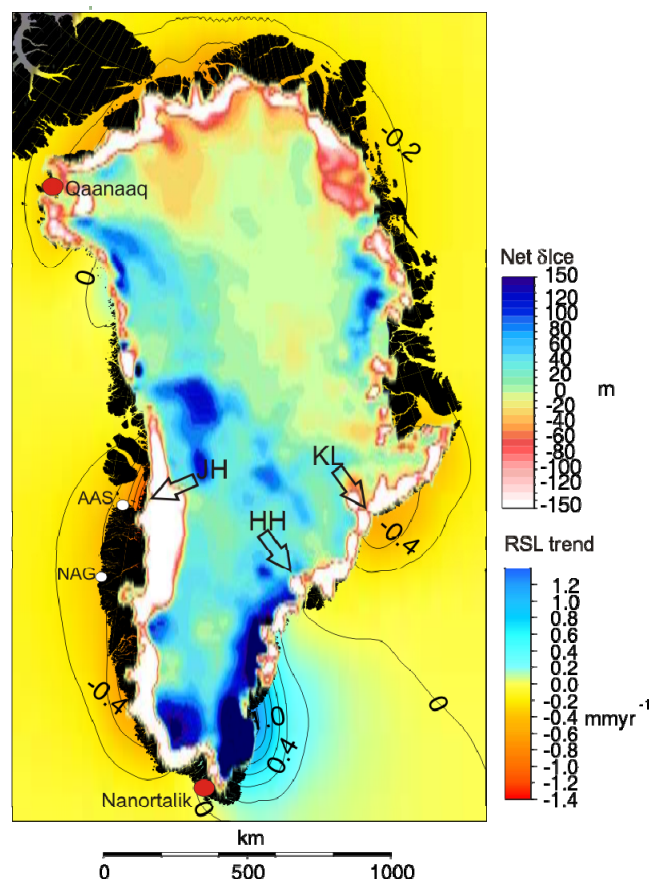 -0.2
Qaanaaq
0
Net δIce
150
120
100
80
60
40
20
0
-20
-40
-60
-80
-100
-120
-150
m
JH
KL
AAS
HH
-0.4
NAG
RSL trend
1.2
1.0
0.8
0.6
0.4
0.2
0.0
-0.2
-0.4
-0.6
-0.8
-1.0
-1.2
-1.4
mmyr-1
-0.4
0
1.0
0.4
Nanortalik
0
km
0 500 1000